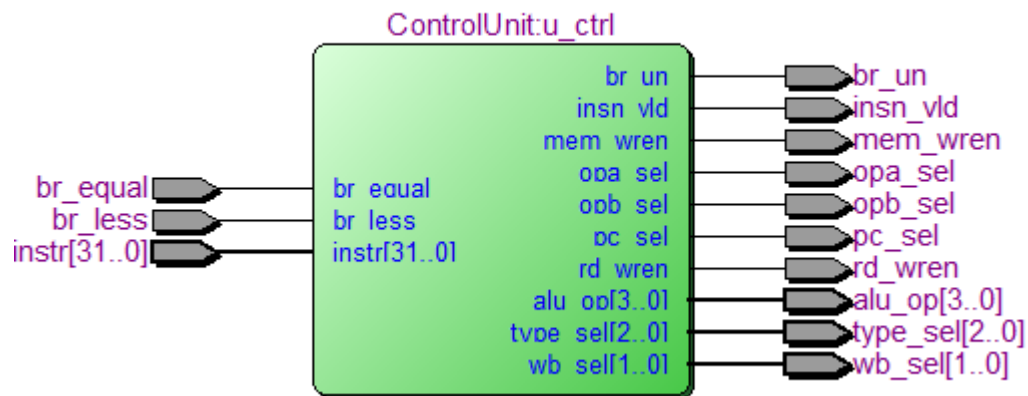 ControlUnit:u_ctrl
br_un br_un
insn_vld insn_vld
mem_wren mem_wren
opa_sel opa_sel
br_equal br_equal opb_sel opb_sel
br_less br_less pc_sel pc_sel
instr[31..0] instr[31..0] rd_wren rd_wren
alu_op[3..0] alu_op[3..0]
type_sel[2..0] type_sel[2..0]
wb_sel[1..0] wb_sel[1..0]